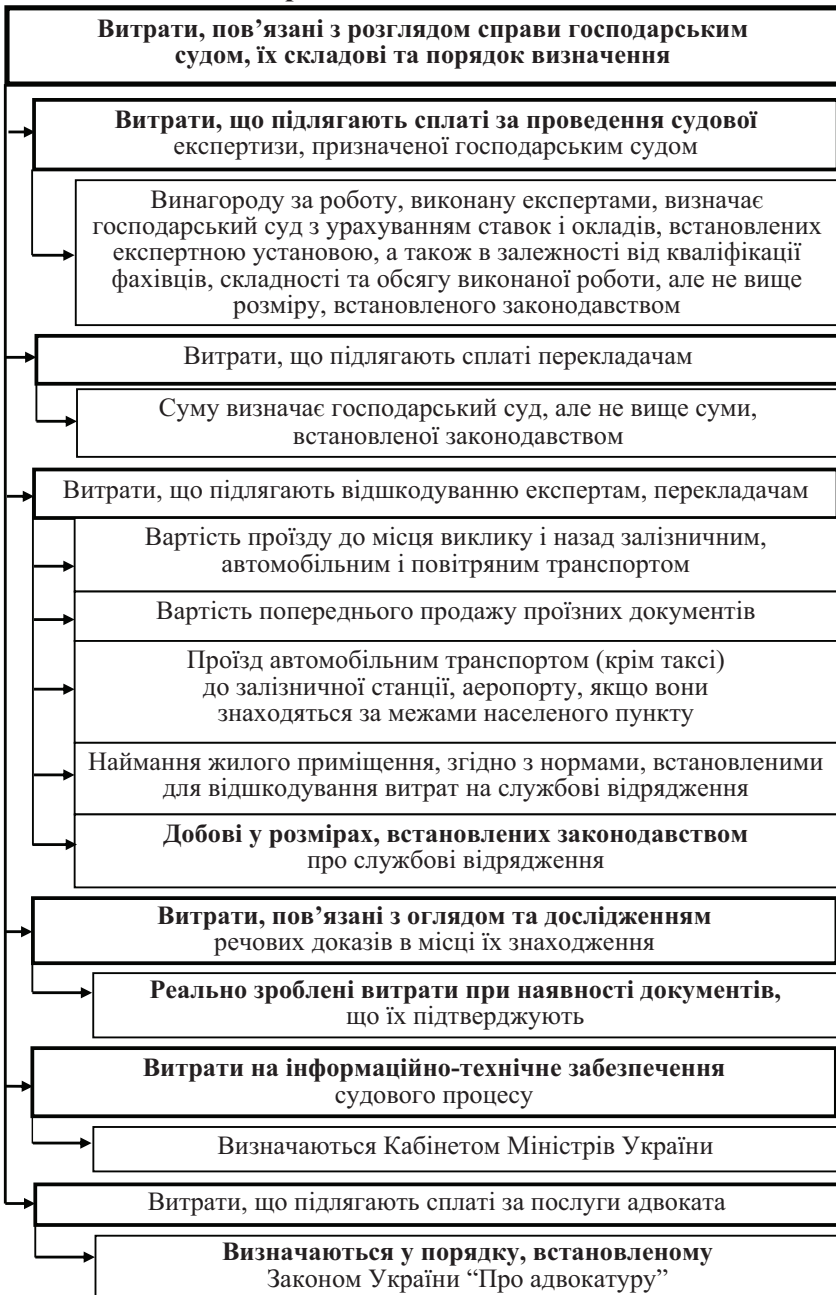 Витрати, пов’язані з розглядом справи господарським
судом, їх складові та порядок визначення
Витрати, що підлягають сплаті за проведення судової
експертизи, призначеної господарським судом
Винагороду за роботу, виконану експертами, визначає
господарський суд з урахуванням ставок і окладів, встановлених
експертною установою, а також в залежності від кваліфікації
фахівців, складності та обсягу виконаної роботи, але не вище
розміру, встановленого законодавством
Витрати, що підлягають сплаті перекладачам
Суму визначає господарський суд, але не вище суми,
встановленої законодавством
Витрати, що підлягають відшкодуванню експертам, перекладачам
Вартість проїзду до місця виклику і назад залізничним,
автомобільним і повітряним транспортом
Вартість попереднього продажу проїзних документів
Проїзд автомобільним транспортом (крім таксі)
до залізничної станції, аеропорту, якщо вони
знаходяться за межами населеного пункту
Наймання жилого приміщення, згідно з нормами, встановленими
для відшкодування витрат на службові відрядження
Добові у розмірах, встановлених законодавством
про службові відрядження
Витрати, пов’язані з оглядом та дослідженням
речових доказів в місці їх знаходження
Реально зроблені витрати при наявності документів,
що їх підтверджують
Витрати на інформаційно-технічне забезпечення
судового процесу
Визначаються Кабінетом Міністрів України
Витрати, що підлягають сплаті за послуги адвоката
Визначаються у порядку, встановленому
Законом України “Про адвокатуру”